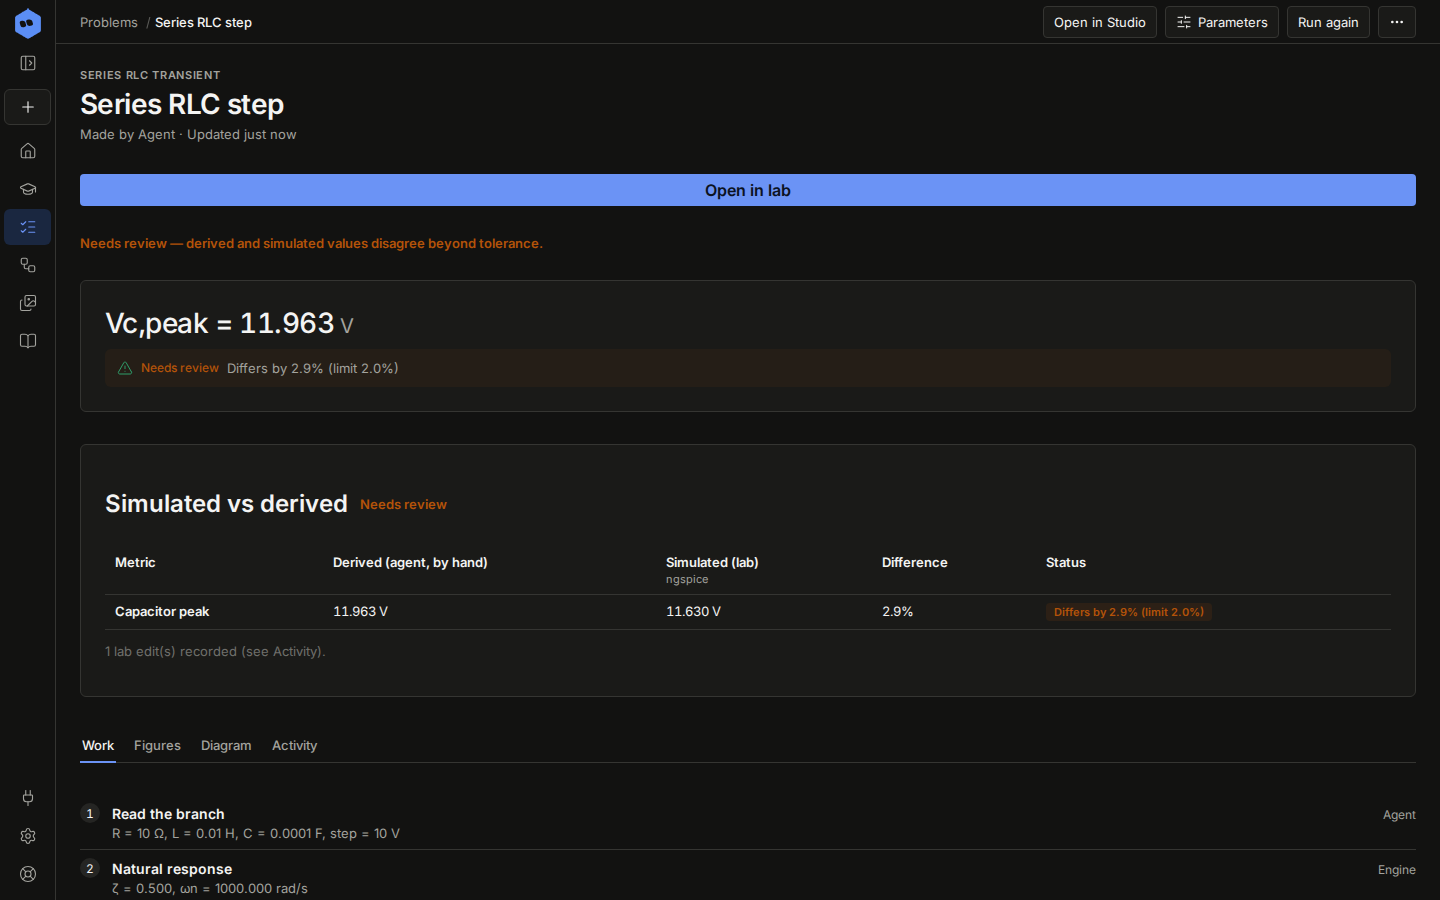 Problems / Series RLC step
Open in Studio
Parameters
Run again
SERIES RLC TRANSIENT
Series RLC step
Made by Agent · Updated just now
Open in lab
Needs review — derived and simulated values disagree beyond tolerance.
Vc,peak = 11.963 V
Needs review Differs by 2.9% (limit 2.0%)
Simulated vs derived Needs review
Metric Derived (agent, by hand) Simulated (lab) Difference Status
ngspice
Capacitor peak 11.963 V 11.630 V 2.9% Differs by 2.9% (limit 2.0%)
1 lab edit(s) recorded (see Activity).
Work Figures Diagram Activity
1 Read the branch Agent
R = 10 Ω, L = 0.01 H, C = 0.0001 F, step = 10 V
2 Natural response Engine
ζ = 0.500, ωn = 1000.000 rad/s